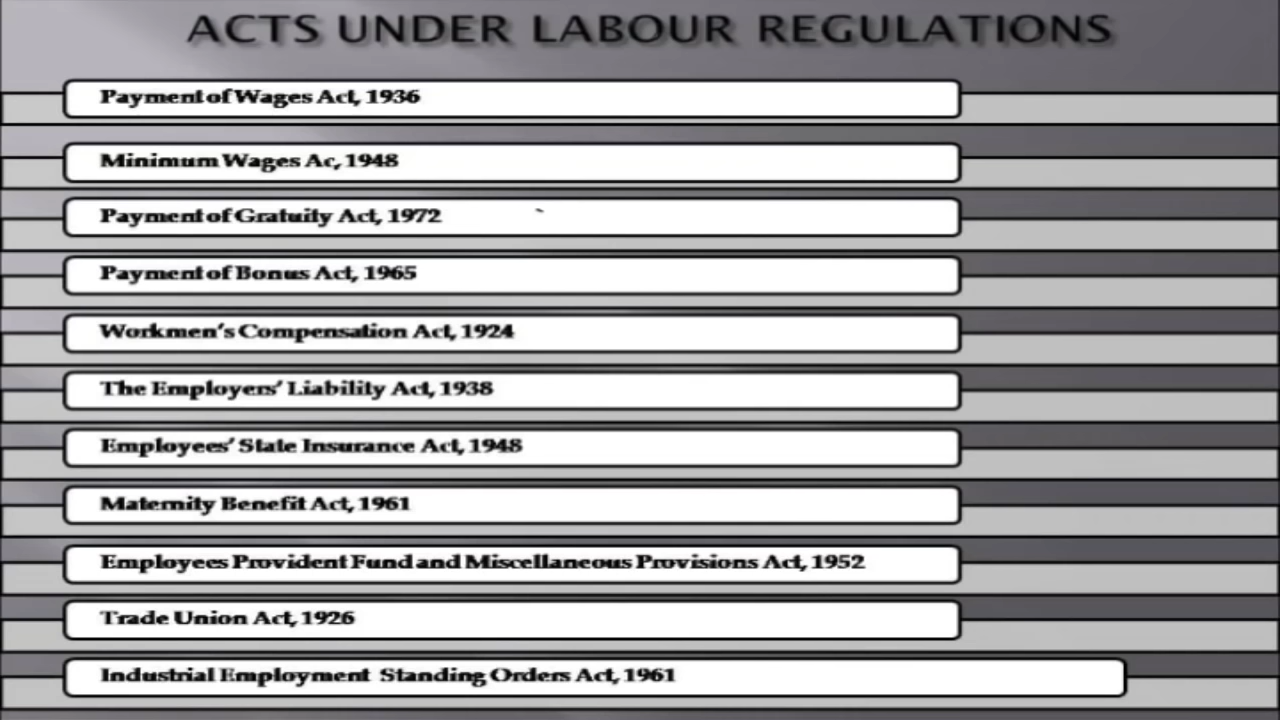 ACTS UNDER LABOUR REGULATIONS
Payment of Wages Act, 1936
Minimum Wages Ac, 1948
Payment of Gratuity Act, 1972
Payment of Bonus Act, 1965
Workmen's Compensation Act, 1924
The Employers' Liability Act, 1938
Employees' State Insurance Act, 1948
Maternity Benefit Act, 1961
Employees Provident Fund and Miscellaneous Provisions Act, 1952
Trade Union Act, 1926
Industrial Employment Standing Orders Act, 1961